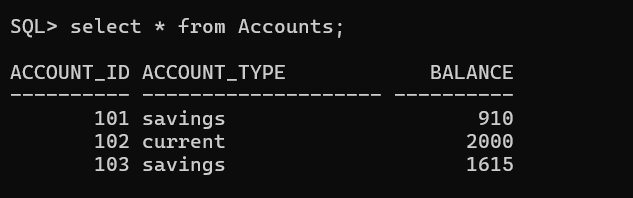 SQL> select * from Accounts;
ACCOUNT_ID ACCOUNT_TYPE            BALANCE
---------- -------------------- ----------
       101 savings                     910
       102 current                    2000
       103 savings                    1615